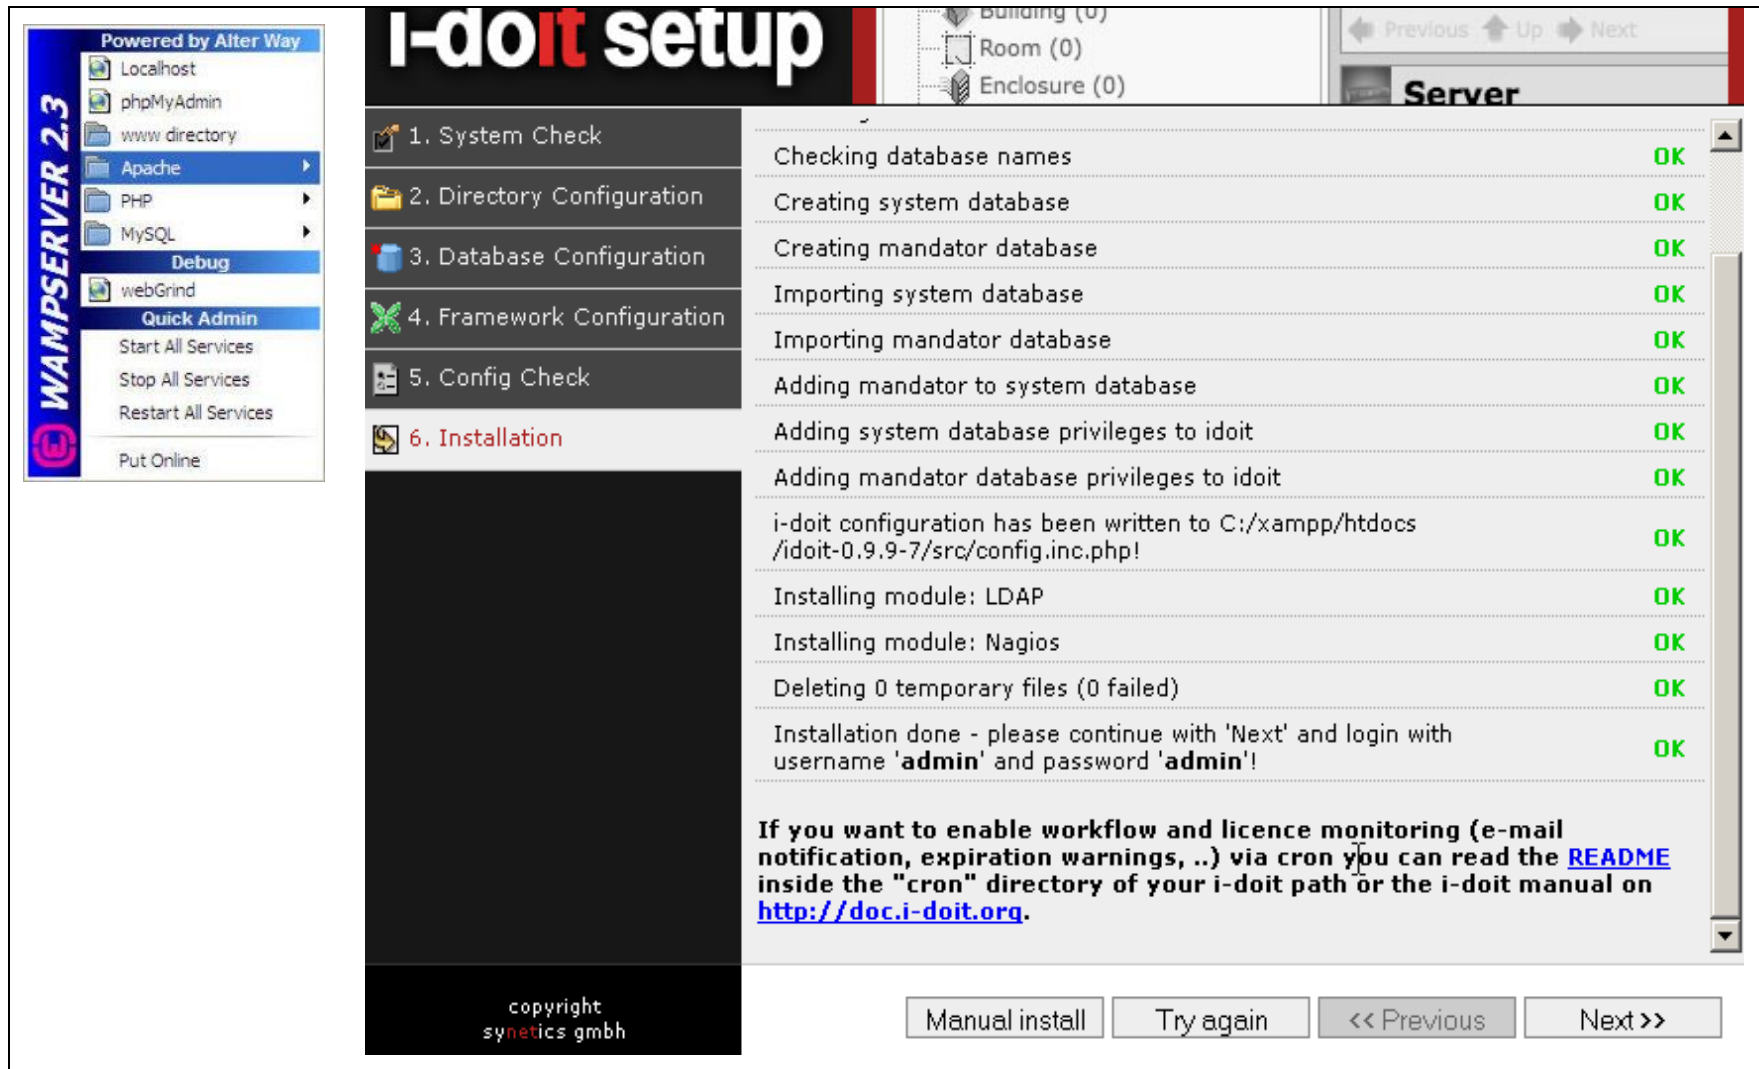 Powered by Alter Way
Localhost
phpMyAdmin
www directory
Apache
PHP
MySQL
Debug
webGrind
Quick Admin
Start All Services
Stop All Services
Restart All Services
Put Online
WAMPSERVER 2.3
i-doit setup
Building (0)
Room (0)
Enclosure (0)
Previous Up Next
Server
1. System Check
2. Directory Configuration
3. Database Configuration
4. Framework Configuration
5. Config Check
6. Installation
Checking database names OK
Creating system database OK
Creating mandator database OK
Importing system database OK
Importing mandator database OK
Adding mandator to system database OK
Adding system database privileges to idoit OK
Adding mandator database privileges to idoit OK
i-doit configuration has been written to C:/xampp/htdocs
/idoit-0.9.9-7/src/config.inc.php! OK
Installing module: LDAP OK
Installing module: Nagios OK
Deleting 0 temporary files (0 failed) OK
Installation done - please continue with 'Next' and login with
username 'admin' and password 'admin'! OK
If you want to enable workflow and licence monitoring (e-mail
notification, expiration warnings, ..) via cron you can read the README
inside the "cron" directory of your i-doit path or the i-doit manual on
http://doc.i-doit.org.
copyright
synetics gmbh
Manual install
Try again
<< Previous
Next >>